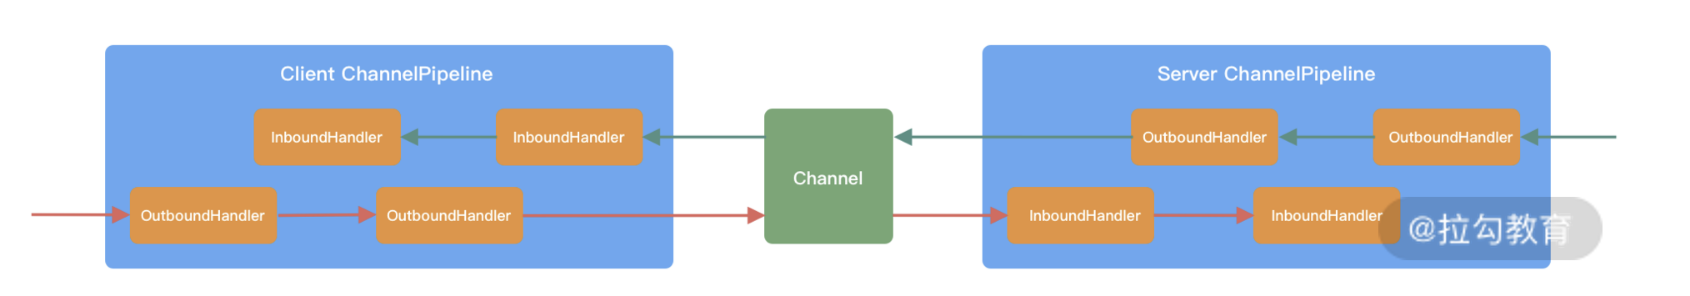 Client ChannelPipeline
InboundHandler
InboundHandler
OutboundHandler
OutboundHandler
Channel
Server ChannelPipeline
OutboundHandler
OutboundHandler
InboundHandler
InboundHandler
@拉勾教育